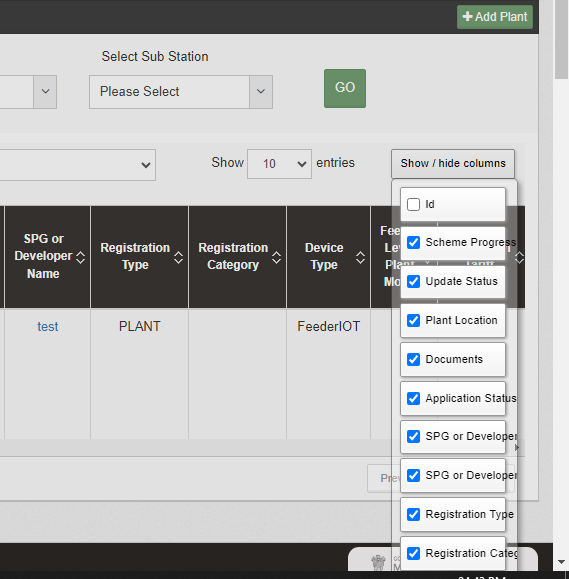 Add Plant
Select Sub Station
Please Select
GO
Show 10 entries
Show / hide columns
Id
Scheme Progress
Update Status
Plant Location
Documents
Application Status
SPG or Developer
SPG or Developer
Registration Type
Registration Categ
SPG or
Developer
Name
Registration
Type
Registration
Category
Device
Type
Fee
Lev
Plant
Mo
Tariff
test
PLANT
FeederIOT
Prev